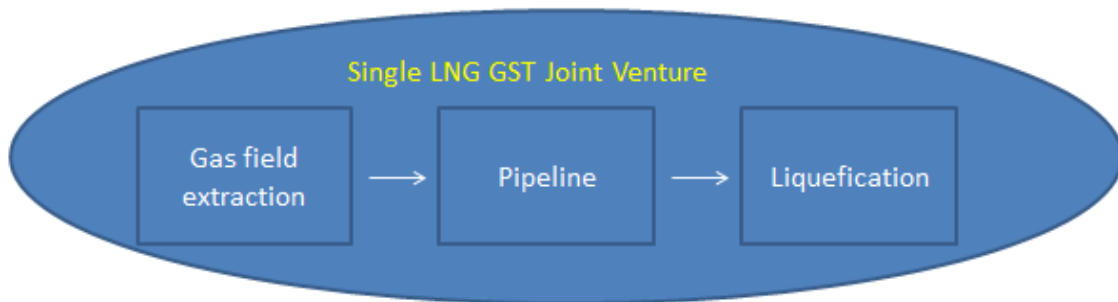 Single LNG GST Joint Venture
Gas field
extraction
Pipeline
Liquefication